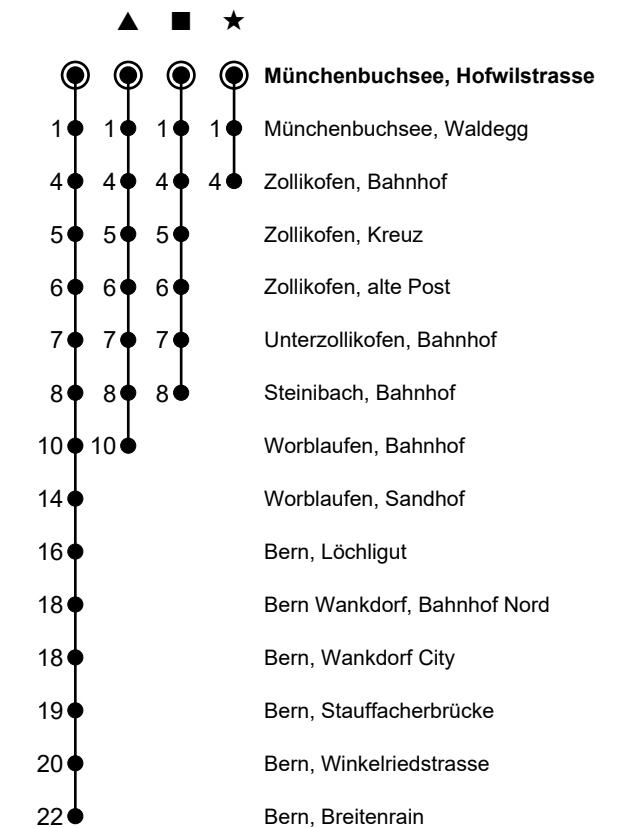 ▲ ■ ★
Münchenbuchsee, Hofwilstrasse
1 1 1 1 Münchenbuchsee, Waldegg
4 4 4 4 Zollikofen, Bahnhof
5 5 5 Zollikofen, Kreuz
6 6 6 Zollikofen, alte Post
7 7 7 Unterzollikofen, Bahnhof
8 8 8 Steinibach, Bahnhof
10 10 Worblaufen, Bahnhof
14 Worblaufen, Sandhof
16 Bern, Löchligut
18 Bern Wankdorf, Bahnhof Nord
18 Bern, Wankdorf City
19 Bern, Stauffacherbrücke
20 Bern, Winkelriedstrasse
22 Bern, Breitenrain